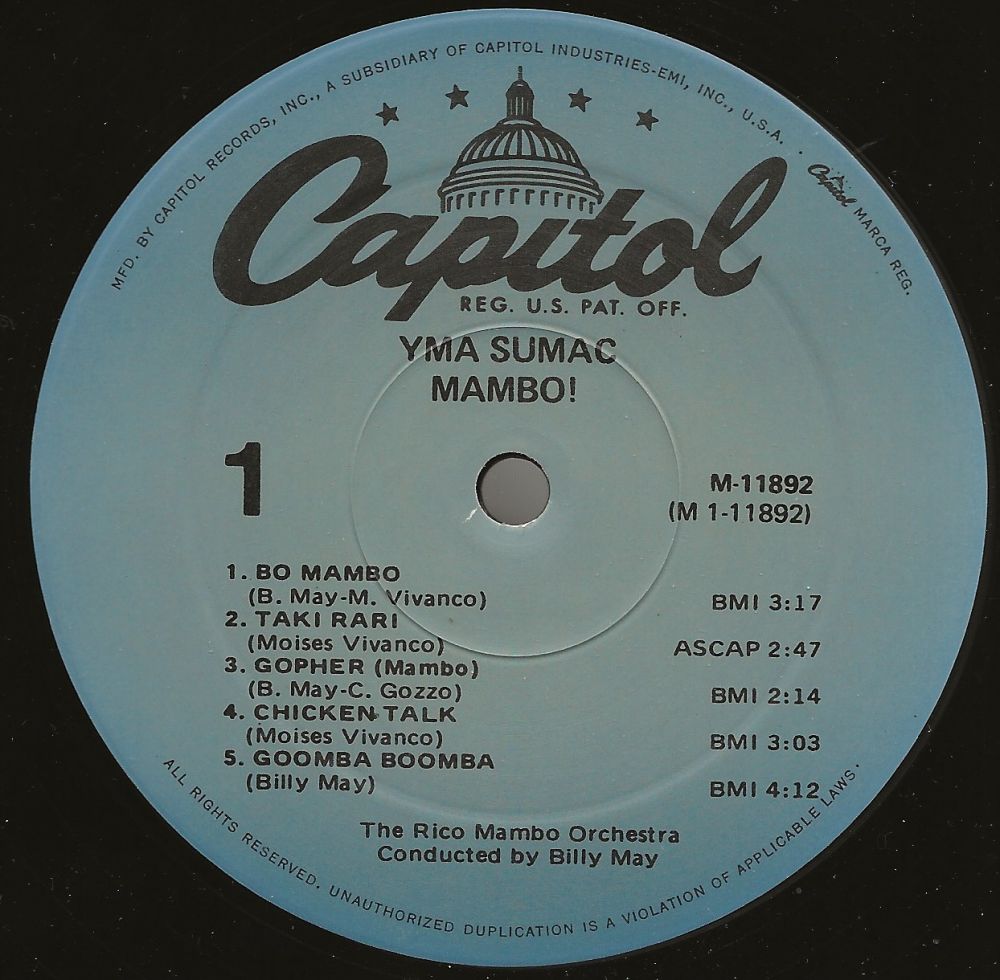 MFD. BY CAPITOL RECORDS, INC., A SUBSIDIARY OF CAPITOL INDUSTRIES-EMI, INC., U.S.A. · Capitol MARCA REG.
Capitol
REG. U.S. PAT. OFF.
YMA SUMAC
MAMBO!
1
M-11892
(M 1-11892)
1. BO MAMBO
(B. May-M. Vivanco) BMI 3:17
2. TAKI RARI
(Moises Vivanco) ASCAP 2:47
3. GOPHER (Mambo)
(B. May-C. Gozzo) BMI 2:14
4. CHICKEN TALK
(Moises Vivanco) BMI 3:03
5. GOOMBA BOOMBA
(Billy May) BMI 4:12
The Rico Mambo Orchestra
Conducted by Billy May
ALL RIGHTS RESERVED. UNAUTHORIZED DUPLICATION IS A VIOLATION OF APPLICABLE LAWS.